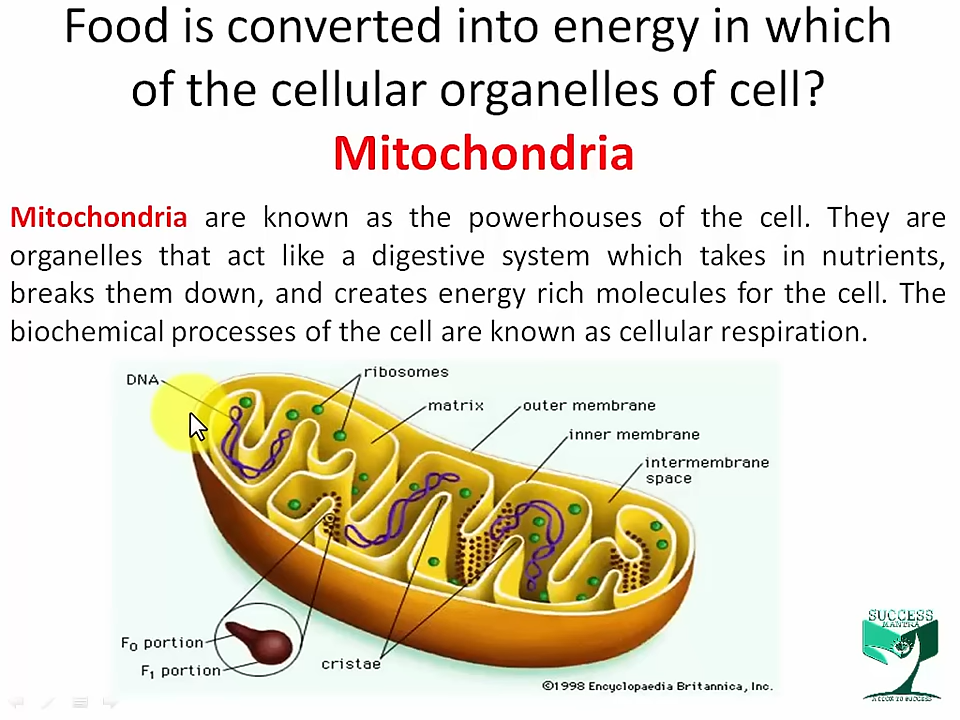 Food is converted into energy in which
of the cellular organelles of cell?
Mitochondria
Mitochondria are known as the powerhouses of the cell. They are
organelles that act like a digestive system which takes in nutrients,
breaks them down, and creates energy rich molecules for the cell. The
biochemical processes of the cell are known as cellular respiration.
DNA
ribosomes
matrix
outer membrane
inner membrane
intermembrane
space
F₀ portion
F₁ portion
cristae
©1998 Encyclopaedia Britannica, Inc.
SUCCESS
MANTRA